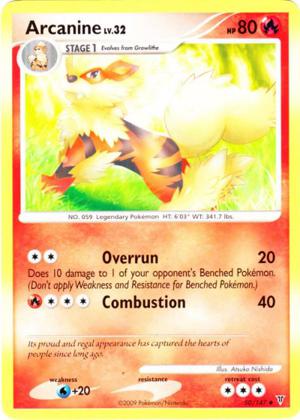 Arcanine LV.32 HP 80
STAGE 1 Evolves from Growlithe
NO. 059 Legendary Pokémon HT: 6'03" WT: 341.7 lbs.
Overrun 20
Does 10 damage to 1 of your opponent's Benched Pokémon.
(Don't apply Weakness and Resistance for Benched Pokémon.)
Combustion 40
Its proud and regal appearance has captured the hearts of
people since long ago.
Illus. Atsuko Nishida
weakness resistance retreat cost
+20
©2009 Pokémon/Nintendo 50/147